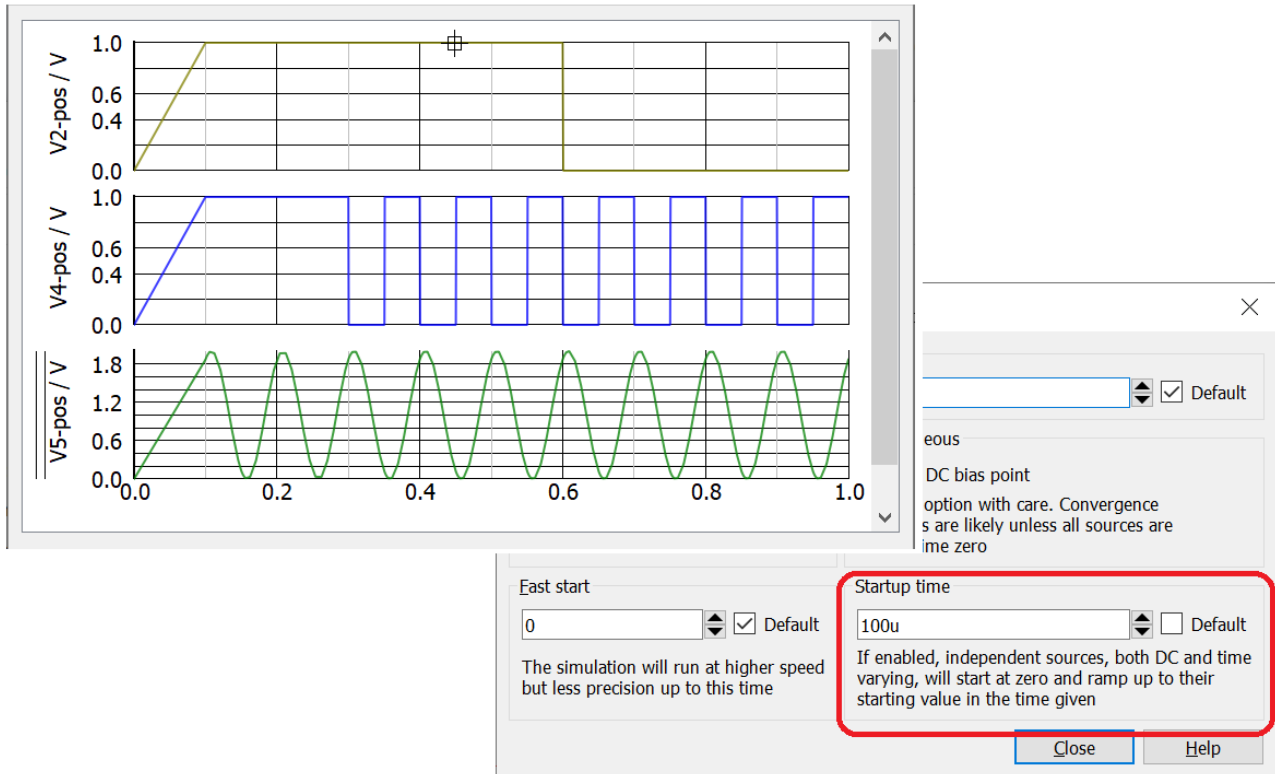 V2-pos / V
1.0
0.6
0.4
0.0
V4-pos / V
1.0
0.6
0.4
0.0
V5-pos / V
1.8
1.2
0.6
0.0
0.0 0.2 0.4 0.6 0.8 1.0
Default
eous
DC bias point
option with care. Convergence
s are likely unless all sources are
ime zero
Fast start
0
Default
The simulation will run at higher speed
but less precision up to this time
Startup time
100u
Default
If enabled, independent sources, both DC and time
varying, will start at zero and ramp up to their
starting value in the time given
Close
Help